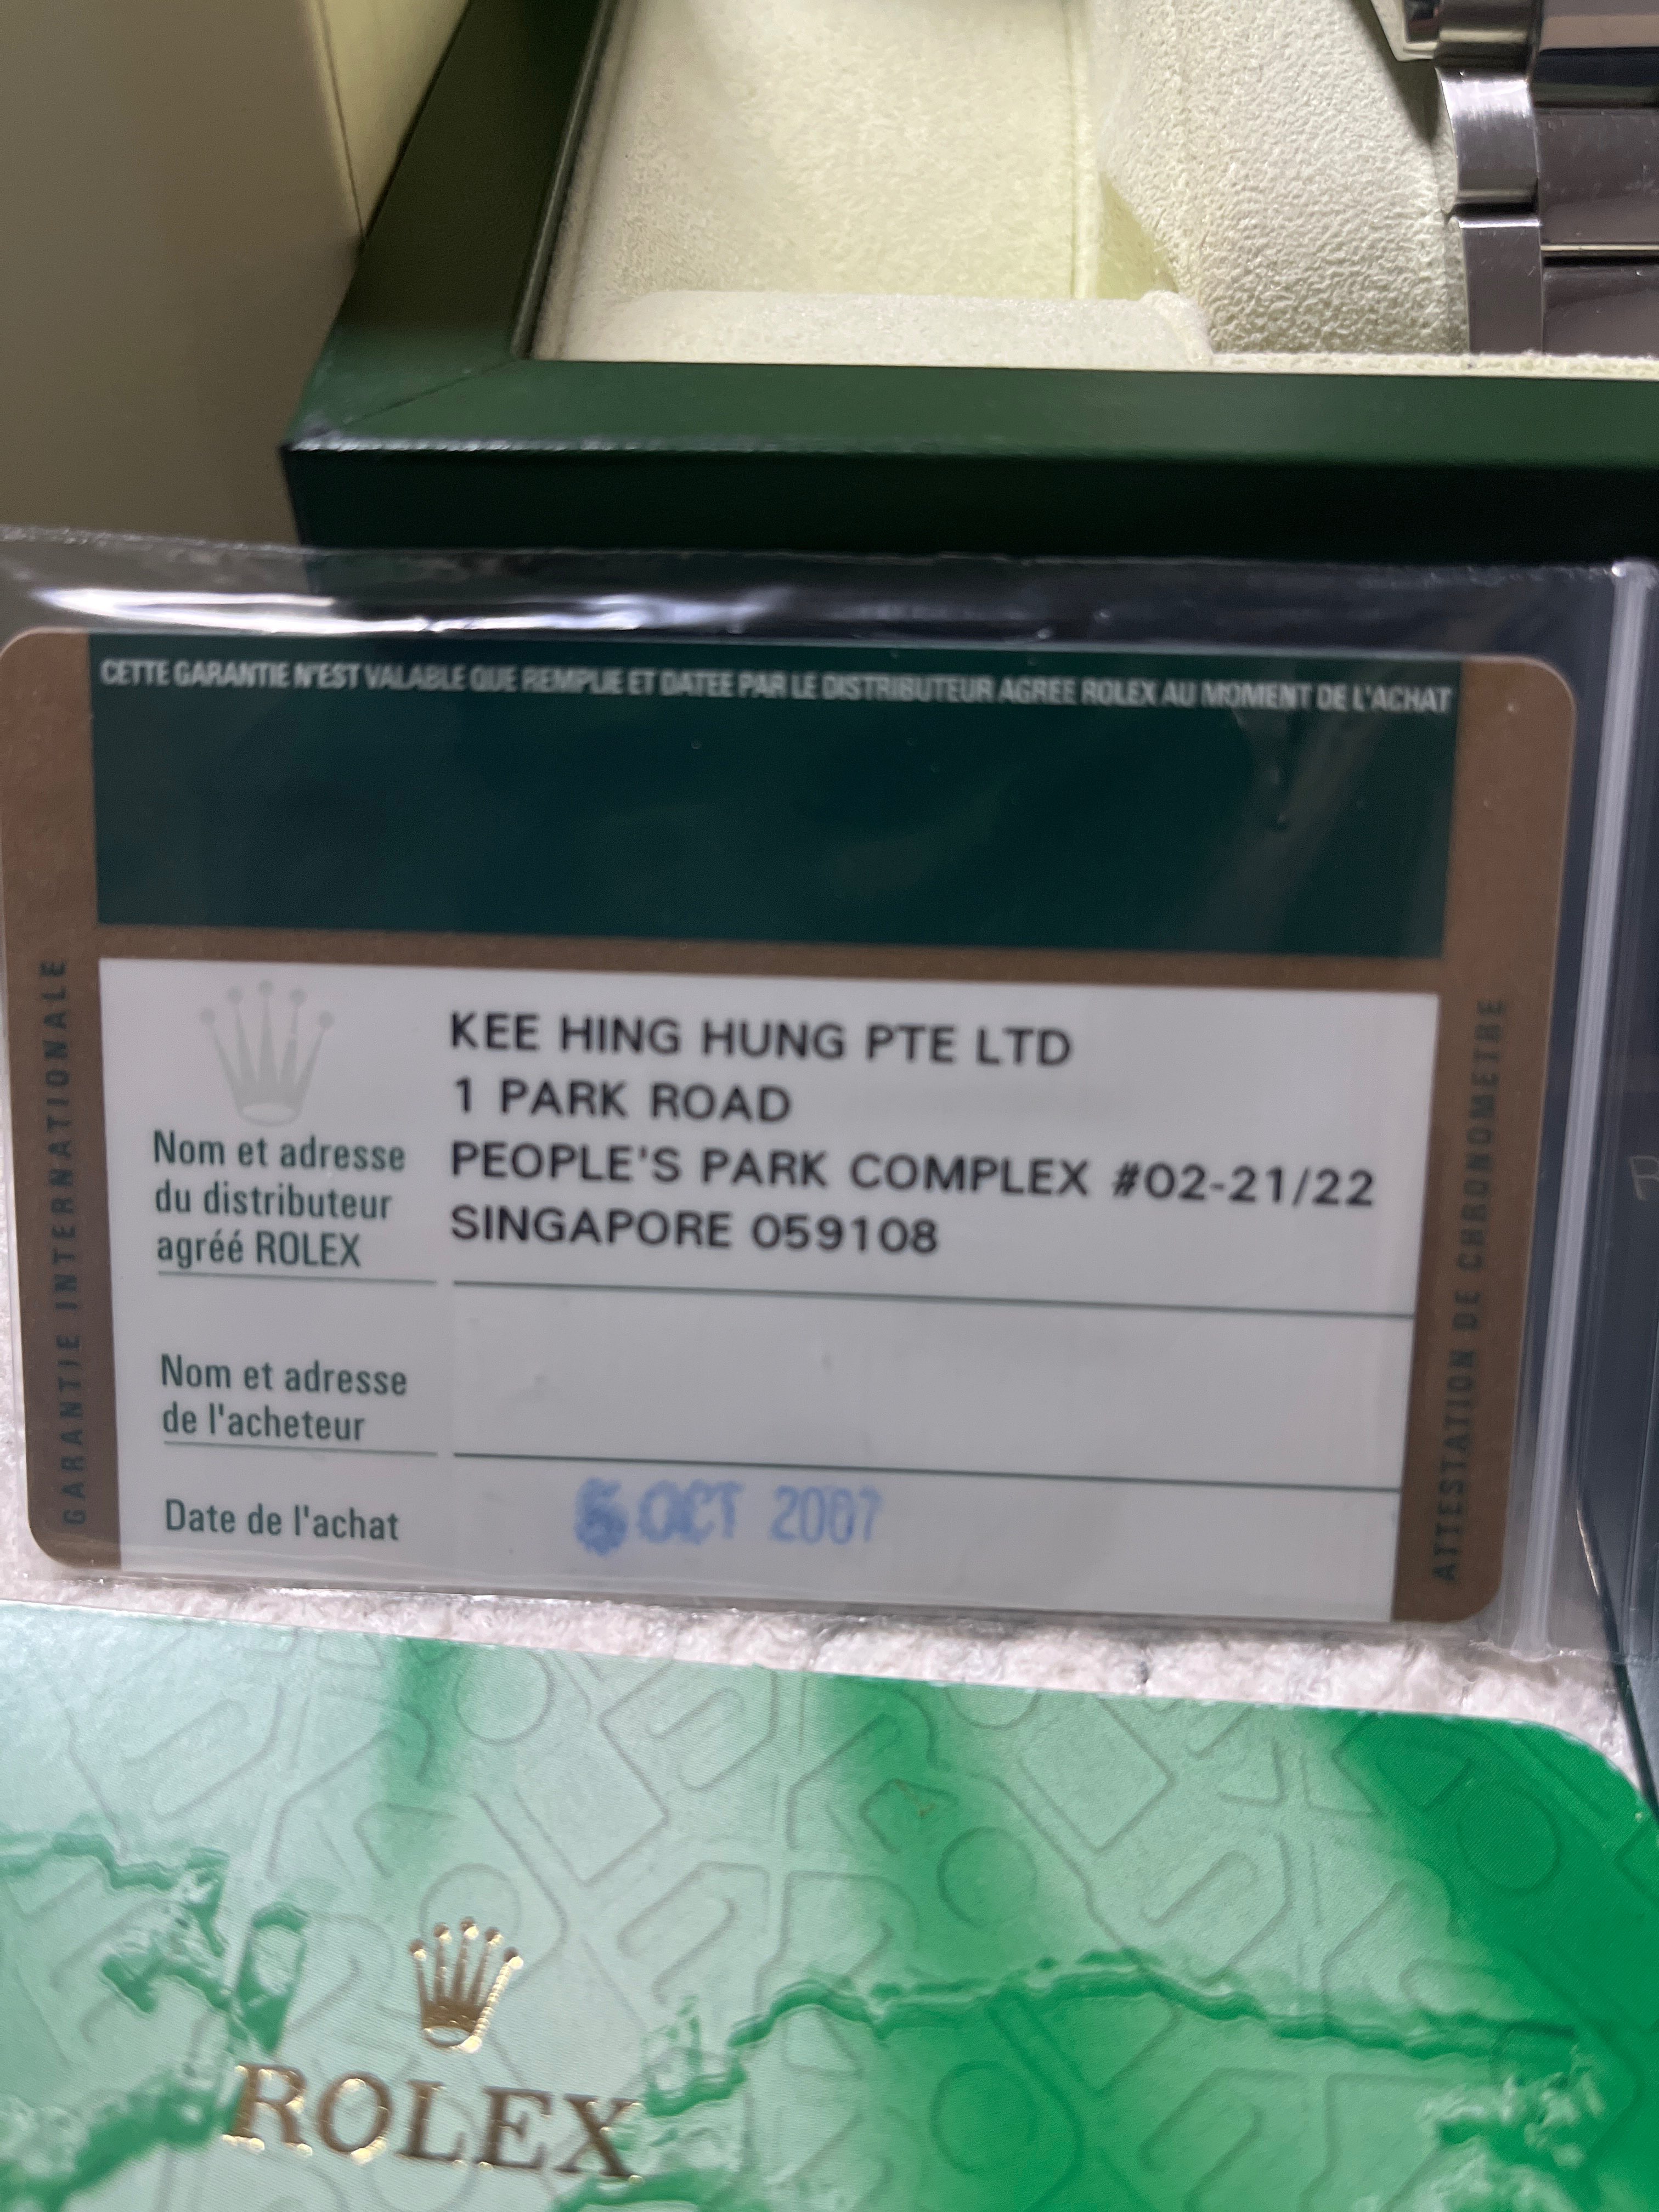 CETTE GARANTIE N'EST VALABLE QUE REMPLIE ET DATEE PAR LE DISTRIBUTEUR AGREE ROLEX AU MOMENT DE L'ACHAT
GARANTIE INTERNATIONALE
KEE HING HUNG PTE LTD
1 PARK ROAD
PEOPLE'S PARK COMPLEX #02-21/22
SINGAPORE 059108
Nom et adresse
du distributeur
agréé ROLEX
Nom et adresse
de l'acheteur
Date de l'achat
OCT 2007
ATTESTATION DE CHRONOMETRE
ROLEX